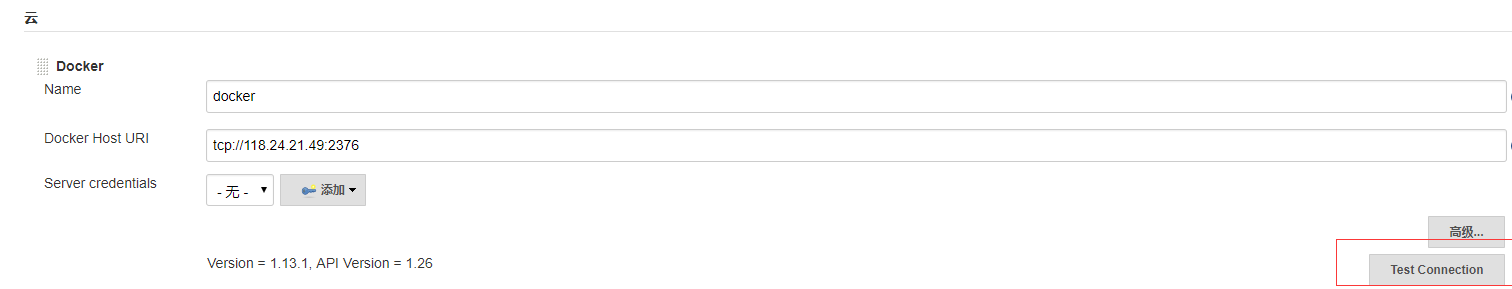 云
Docker
Name
docker
Docker Host URI
tcp://118.24.21.49:2376
Server credentials
- 无 -
添加
高级...
Version = 1.13.1, API Version = 1.26
Test Connection